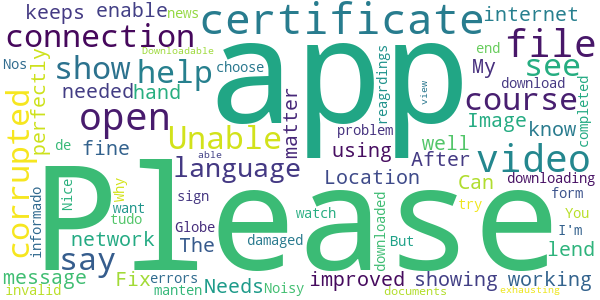 keeps enable news certificate internet
connection Downloadable app file
Nos show help choose reagrdings end My see
perfectly needed hand download course
corrupted open Unable matter problem view Image completed
de fine using After well know video
language Location Can downloading
informado Nice Please Why want able sign downloaded Yellow form
tudo Globe watch try You I'm
network The damaged But lend
say
message Fix errors Needs improved showing working
invalid manten Noisy documents exhausting